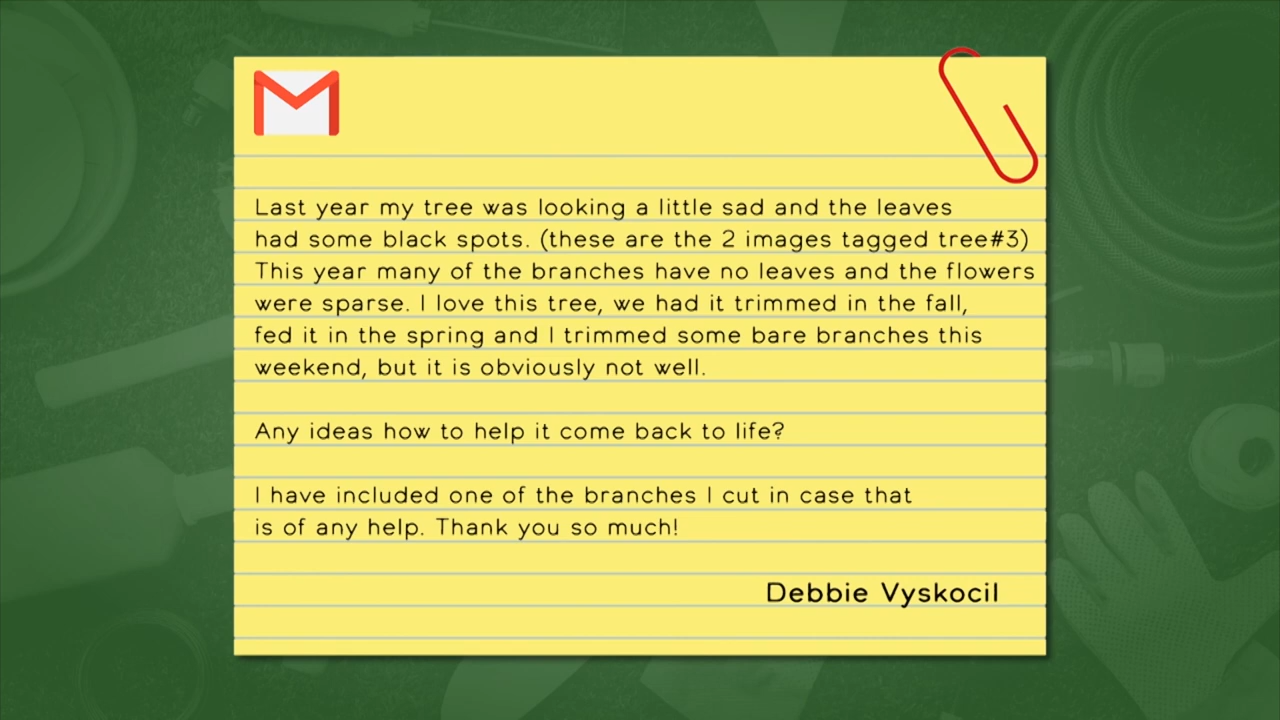 Last year my tree was looking a little sad and the leaves
had some black spots. (these are the 2 images tagged tree#3)
This year many of the branches have no leaves and the flowers
were sparse. I love this tree, we had it trimmed in the fall,
fed it in the spring and I trimmed some bare branches this
weekend, but it is obviously not well.
Any ideas how to help it come back to life?
I have included one of the branches I cut in case that
is of any help. Thank you so much!
Debbie Vyskocil